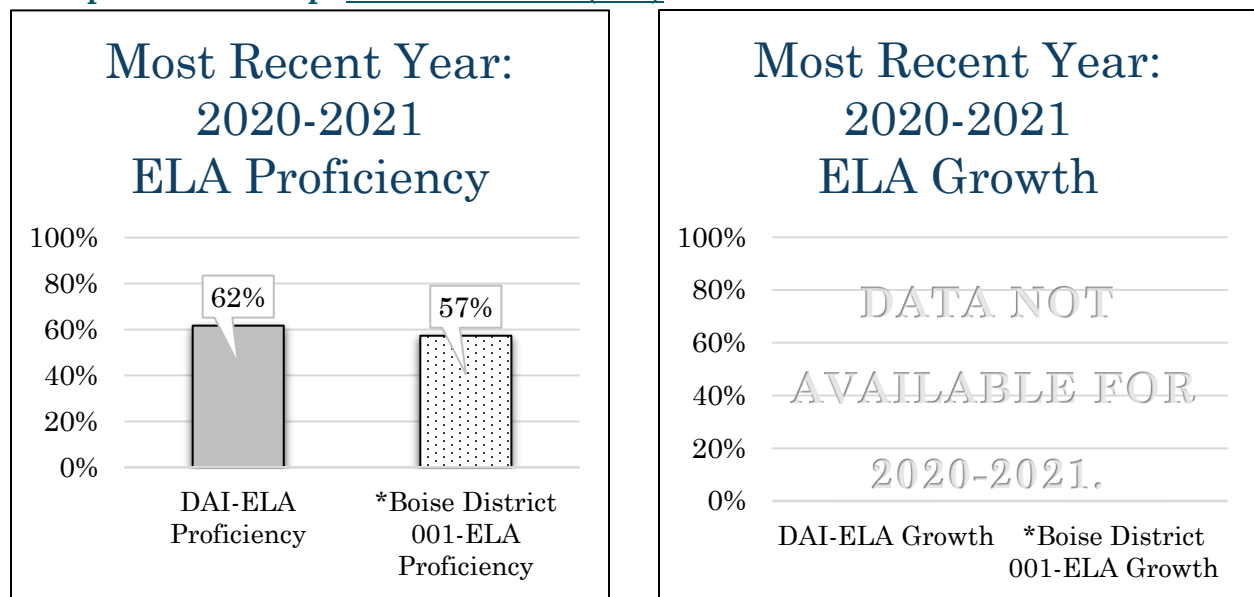 Most Recent Year:
2020-2021
ELA Proficiency
100%
80%
60%
40%
20%
0%
62%
57%
DAI-ELA
Proficiency
*Boise District
001-ELA
Proficiency
Most Recent Year:
2020-2021
ELA Growth
100%
80%
60%
40%
20%
0%
DATA NOT
AVAILABLE FOR
2020-2021.
DAI-ELA Growth
*Boise District
001-ELA Growth